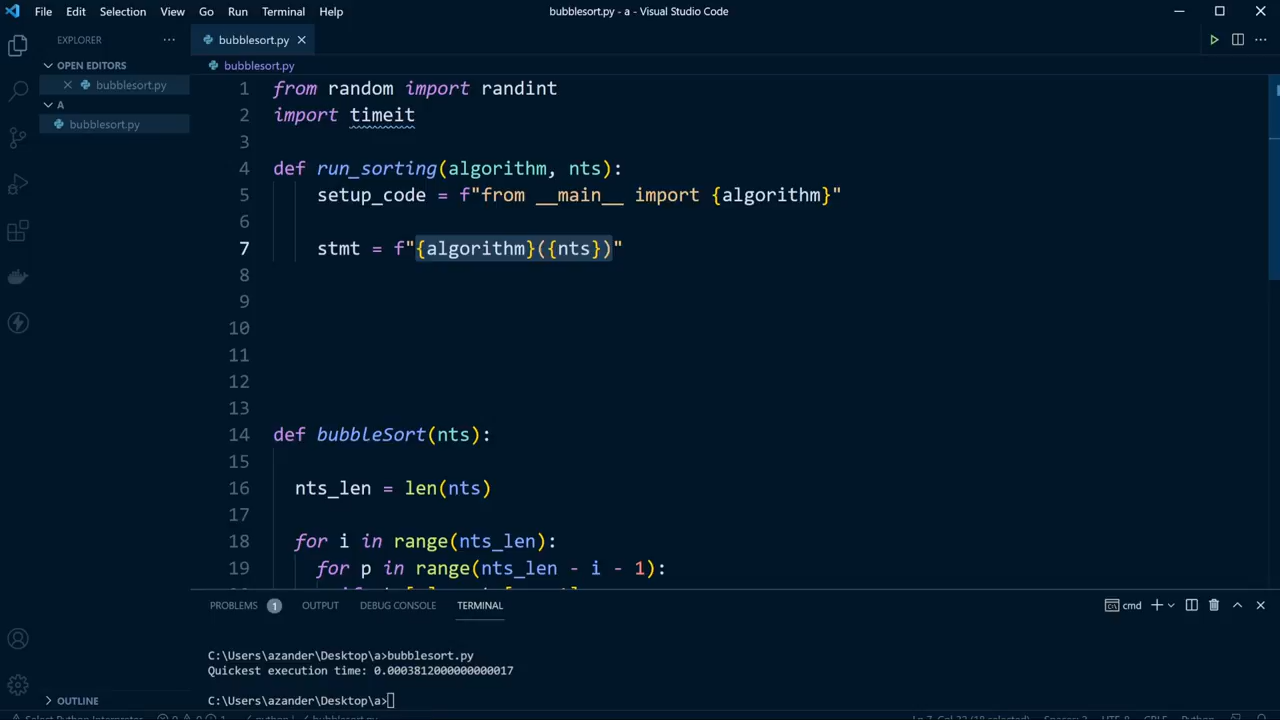 File Edit Selection View Go Run Terminal Help
bubblesort.py - a - Visual Studio Code
EXPLORER
bubblesort.py
OPEN EDITORS
bubblesort.py
bubblesort.py
A
bubblesort.py
1 from random import randint
2 import timeit
3
4 def run_sorting(algorithm, nts):
5 setup_code = f"from __main__ import {algorithm}"
6
7 stmt = f"{algorithm}({nts})"
8
9
10
11
12
13
14 def bubbleSort(nts):
15
16 nts_len = len(nts)
17
18 for i in range(nts_len):
19 for p in range(nts_len - i - 1):
PROBLEMS 1 OUTPUT DEBUG CONSOLE TERMINAL
cmd
C:\Users\azander\Desktop\a>bubblesort.py
Quickest execution time: 0.0003812000000000017
C:\Users\azander\Desktop\a>
OUTLINE